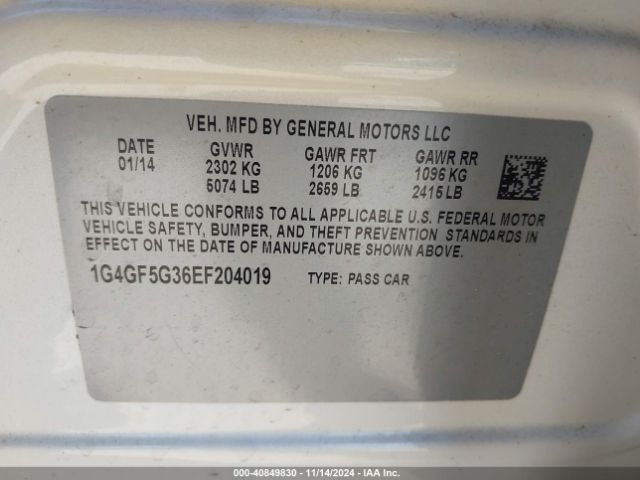 VEH. MFD BY GENERAL MOTORS LLC
DATE GVWR GAWR FRT GAWR RR
01/14 2302 KG 1206 KG 1096 KG
5074 LB 2659 LB 2415 LB
THIS VEHICLE CONFORMS TO ALL APPLICABLE U.S. FEDERAL MOTOR
VEHICLE SAFETY, BUMPER, AND THEFT PREVENTION STANDARDS IN
EFFECT ON THE DATE OF MANUFACTURE SHOWN ABOVE.
1G4GF5G36EF204019 TYPE: PASS CAR
©000-40849830 - 11/14/2024 - IAA Inc.